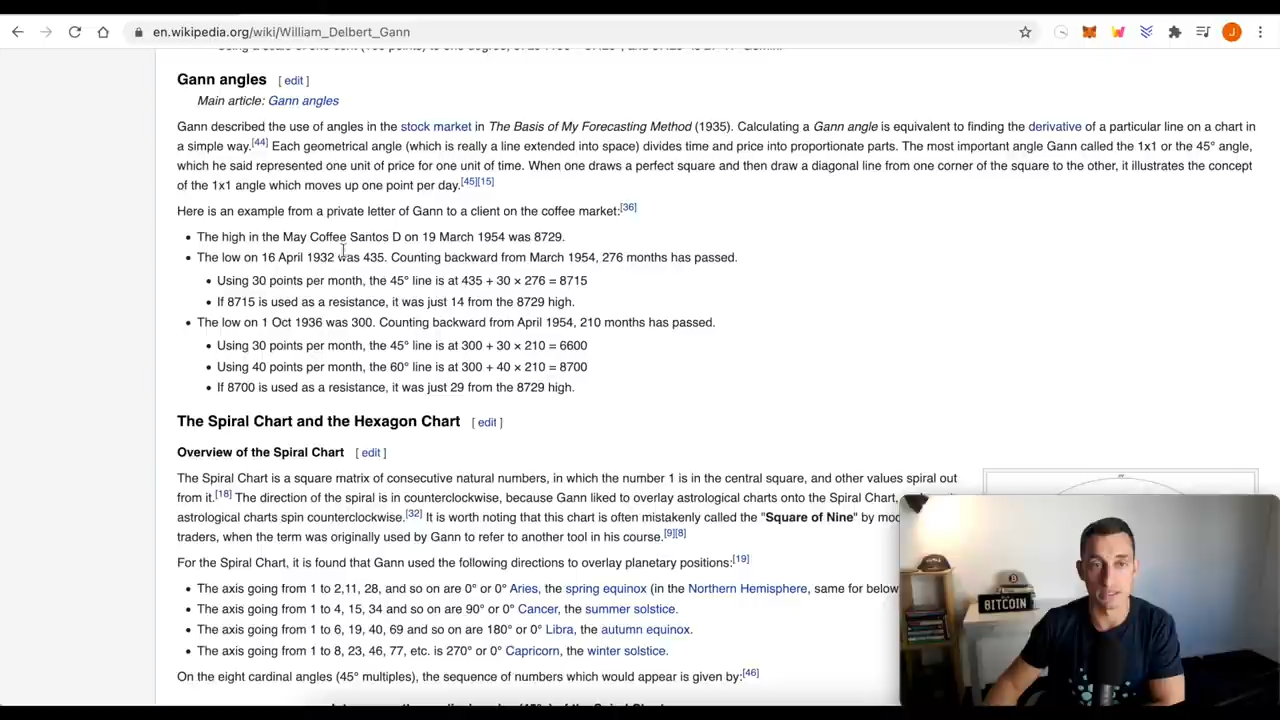 en.wikipedia.org/wiki/William_Delbert_Gann
Gann angles [ edit ]
Main article: Gann angles
Gann described the use of angles in the stock market in The Basis of My Forecasting Method (1935). Calculating a Gann angle is equivalent to finding the derivative of a particular line on a chart in
a simple way.[44] Each geometrical angle (which is really a line extended into space) divides time and price into proportionate parts. The most important angle Gann called the 1x1 or the 45° angle,
which he said represented one unit of price for one unit of time. When one draws a perfect square and then draw a diagonal line from one corner of the square to the other, it illustrates the concept
of the 1x1 angle which moves up one point per day.[45][15]
Here is an example from a private letter of Gann to a client on the coffee market:[36]
The high in the May Coffee Santos D on 19 March 1954 was 8729.
The low on 16 April 1932 was 435. Counting backward from March 1954, 276 months has passed.
Using 30 points per month, the 45° line is at 435 + 30 × 276 = 8715
If 8715 is used as a resistance, it was just 14 from the 8729 high.
The low on 1 Oct 1936 was 300. Counting backward from April 1954, 210 months has passed.
Using 30 points per month, the 45° line is at 300 + 30 × 210 = 6600
Using 40 points per month, the 60° line is at 300 + 40 × 210 = 8700
If 8700 is used as a resistance, it was just 29 from the 8729 high.
The Spiral Chart and the Hexagon Chart [ edit ]
Overview of the Spiral Chart [ edit ]
The Spiral Chart is a square matrix of consecutive natural numbers, in which the number 1 is in the central square, and other values spiral out
from it.[18] The direction of the spiral is in counterclockwise, because Gann liked to overlay astrological charts onto the Spiral Chart,
astrological charts spin counterclockwise.[32] It is worth noting that this chart is often mistakenly called the "Square of Nine" by
traders, when the term was originally used by Gann to refer to another tool in his course.[9][8]
For the Spiral Chart, it is found that Gann used the following directions to overlay planetary positions:[19]
The axis going from 1 to 2,11, 28, and so on are 0° or 0° Aries, the spring equinox (in the Northern Hemisphere, same for below
The axis going from 1 to 4, 15, 34 and so on are 90° or 0° Cancer, the summer solstice.
The axis going from 1 to 6, 19, 40, 69 and so on are 180° or 0° Libra, the autumn equinox.
The axis going from 1 to 8, 23, 46, 77, etc. is 270° or 0° Capricorn, the winter solstice.
On the eight cardinal angles (45° multiples), the sequence of numbers which would appear is given by:[46]
J
BITCOIN